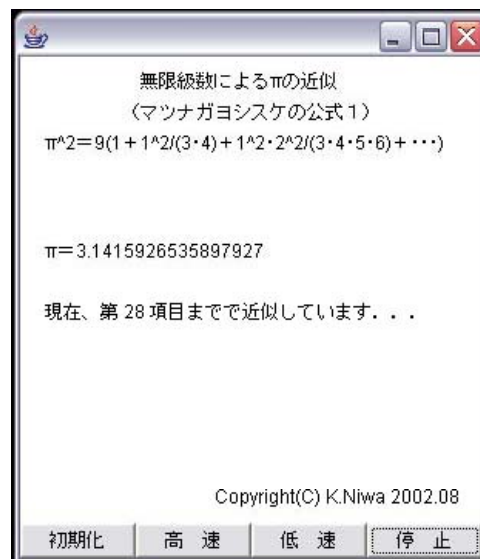 無限級数によるπの近似
（マツナガヨシスケの公式１）
π^2＝9(1＋1^2/(3・4)＋1^2・2^2/(3・4・5・6)＋・・・)
π＝3.1415926535897927
現在、第 28 項目までで近似しています．．．
Copyright(C) K.Niwa 2002.08
初期化 高 速 低 速 停 止